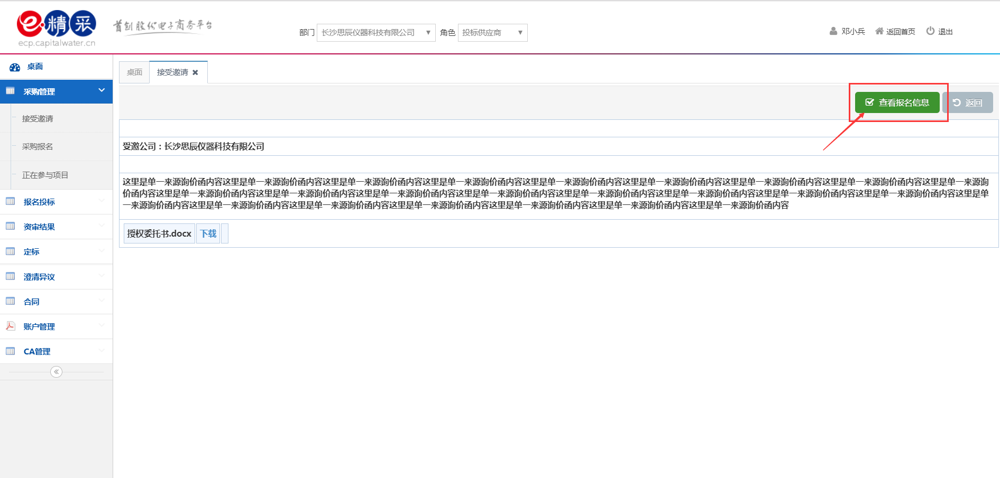 e·精采
ecp.capitalwater.cn
首创股份电子商务平台
部门 长沙思辰仪器科技有限公司 ▼ 角色 投标供应商 ▼
邓小兵 返回首页 退出
桌面
采购管理
接受邀请
采购报名
正在参与项目
报名投标
资审结果
定标
澄清异议
合同
账户管理
CA管理
桌面 接受邀请 ✖
查看报名信息 返回
受邀公司：长沙思辰仪器科技有限公司
这里是单一来源询价函内容这里是单一来源询价函内容这里是单一来源询价函内容这里是单一来源询价函内容这里是单一来源询价函内容这里是单一来源询价函内容这里是单一来源询价函内容这里是单一来源询价函内容这里是单一来源询
价函内容这里是单一来源询价函内容这里是单一来源询价函内容这里是单一来源询价函内容这里是单一来源询价函内容这里是单一来源询价函内容这里是单一来源询价函内容这里是单一来源询价函内容这里是单一来源询价函内容这里是单
一来源询价函内容这里是单一来源询价函内容这里是单一来源询价函内容这里是单一来源询价函内容这里是单一来源询价函内容这里是单一来源询价函内容这里是单一来源询价函内容
授权委托书.docx 下载